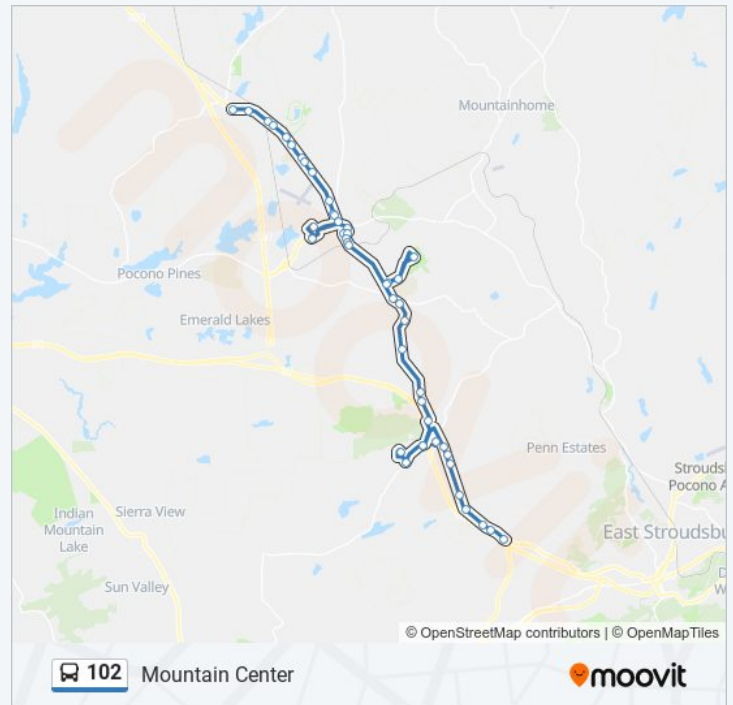 Mountainhome
Pocono Pines
Emerald Lakes
Penn Estates
Strouds
Pocono A
Indian
Mountain
Lake
Sierra View
East Stroudsbu
Sun Valley
© OpenStreetMap contributors | © OpenMapTiles
102 Mountain Center
moovit